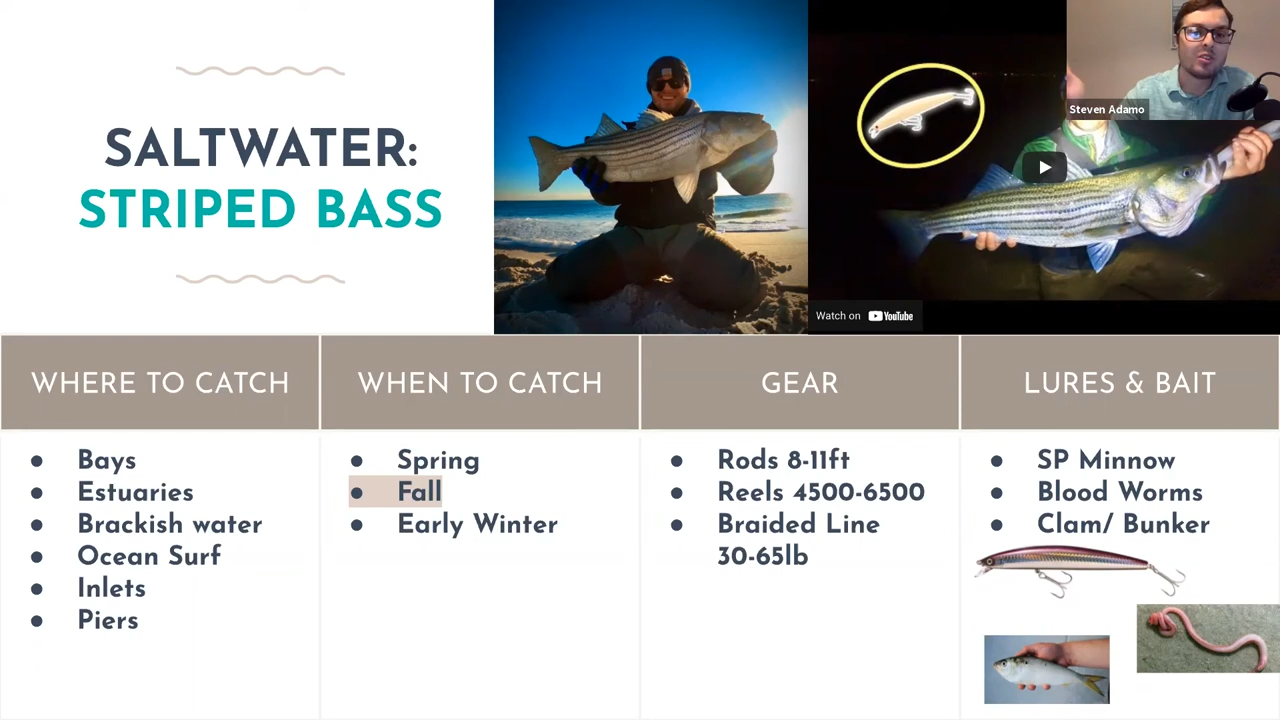 SALTWATER:
STRIPED BASS
Steven Adamo
Watch on YouTube
WHERE TO CATCH
WHEN TO CATCH
GEAR
LURES & BAIT
● Bays
● Estuaries
● Brackish water
● Ocean Surf
● Inlets
● Piers
● Spring
● Fall
● Early Winter
● Rods 8-11ft
● Reels 4500-6500
● Braided Line
30-65lb
● SP Minnow
● Blood Worms
● Clam/ Bunker